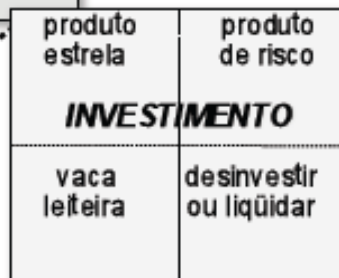 produto produto
estrela de risco
INVESTIMENTO
vaca desinvestir
leiteira ou liqüidar